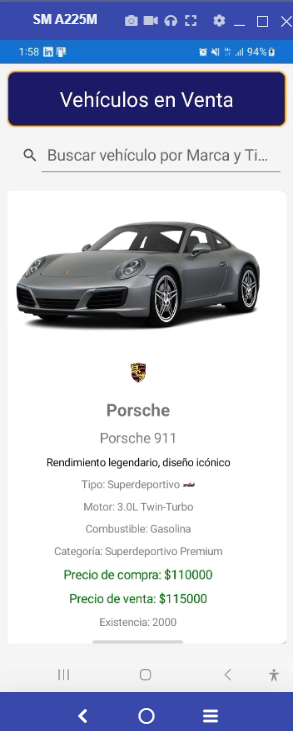 SM A225M
1:58
94%
Vehículos en Venta
Buscar vehículo por Marca y Ti...
Porsche
Porsche 911
Rendimiento legendario, diseño icónico
Tipo: Superdeportivo
Motor: 3.0L Twin-Turbo
Combustible: Gasolina
Categoría: Superdeportivo Premium
Precio de compra: $110000
Precio de venta: $115000
Existencia: 2000